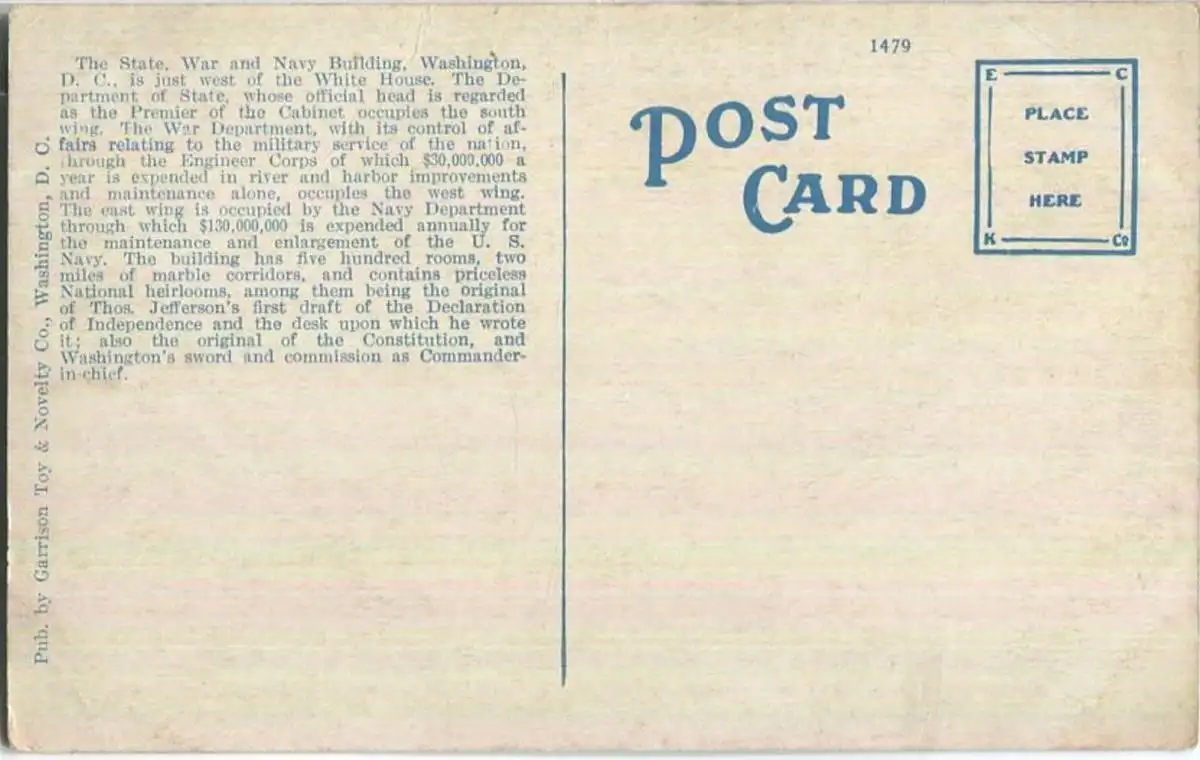 The State, War and Navy Building, Washington,
D. C., is just west of the White House. The De-
partment of State, whose official head is regarded
as the Premier of the Cabinet occupies the south
wing. The War Department, with its control of af-
fairs relating to the military service of the nation,
through the Engineer Corps of which $30,000,000 a
year is expended in river and harbor improvements
and maintenance alone, occupies the west wing.
The east wing is occupied by the Navy Department
through which $130,000,000 is expended annually for
the maintenance and enlargement of the U. S.
Navy. The building has five hundred rooms, two
miles of marble corridors, and contains priceless
National heirlooms, among them being the original
of Thos. Jefferson's first draft of the Declaration
of Independence and the desk upon which he wrote
it; also the original of the Constitution, and
Washington's sword and commission as Commander-
in-chief.
Pub. by Garrison Toy & Novelty Co., Washington, D. C.
1479
POST
CARD
E C
PLACE
STAMP
HERE
K Co